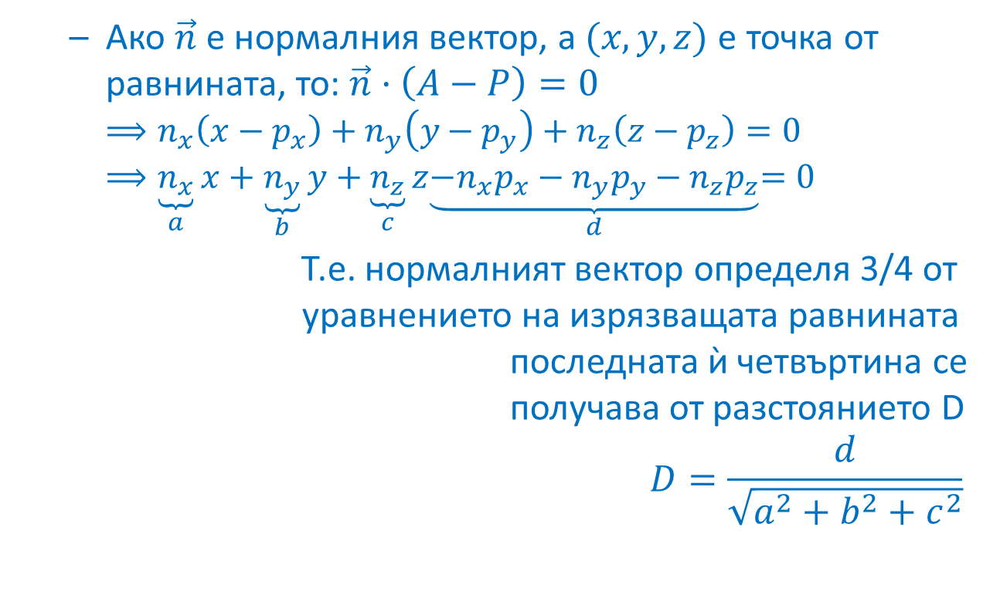 – Ако $\vec{n}$ е нормалния вектор, а $(x, y, z)$ е точка от
равнината, то: $\vec{n} \cdot (A - P) = 0$
$\Longrightarrow n_x(x - p_x) + n_y(y - p_y) + n_z(z - p_z) = 0$
$\Longrightarrow \underbrace{n_x}_{a} x + \underbrace{n_y}_{b} y + \underbrace{n_z}_{c} z \underbrace{- n_x p_x - n_y p_y - n_z p_z}_{d} = 0$
Т.е. нормалният вектор определя 3/4 от
уравнението на изрязващата равнината
последната ѝ четвъртина се
получава от разстоянието D
$D = \frac{d}{\sqrt{a^2 + b^2 + c^2}}$